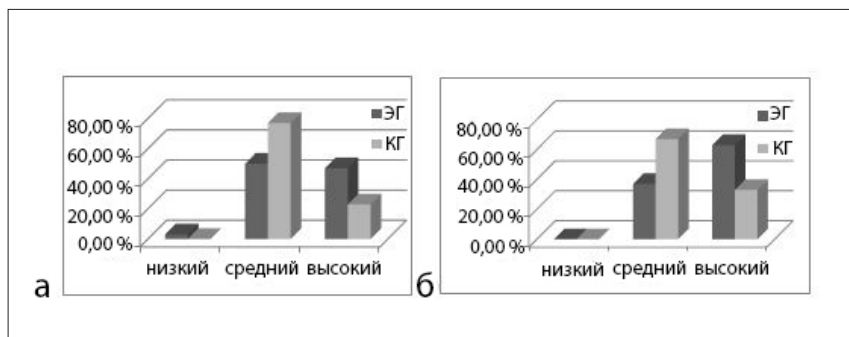 ЭГ
КГ
80,00 %
60,00 %
40,00 %
20,00 %
0,00 %
низкий средний высокий
а
ЭГ
КГ
80,00 %
60,00 %
40,00 %
20,00 %
0,00 %
низкий средний высокий
б